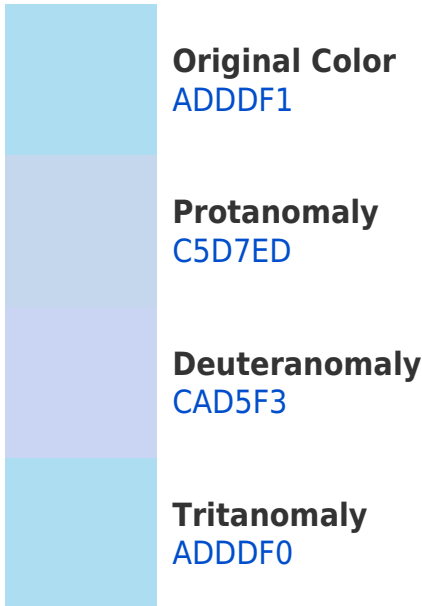 Original Color
ADDDF1
Protanomaly
C5D7ED
Deuteranomaly
CAD5F3
Tritanomaly
ADDDF0